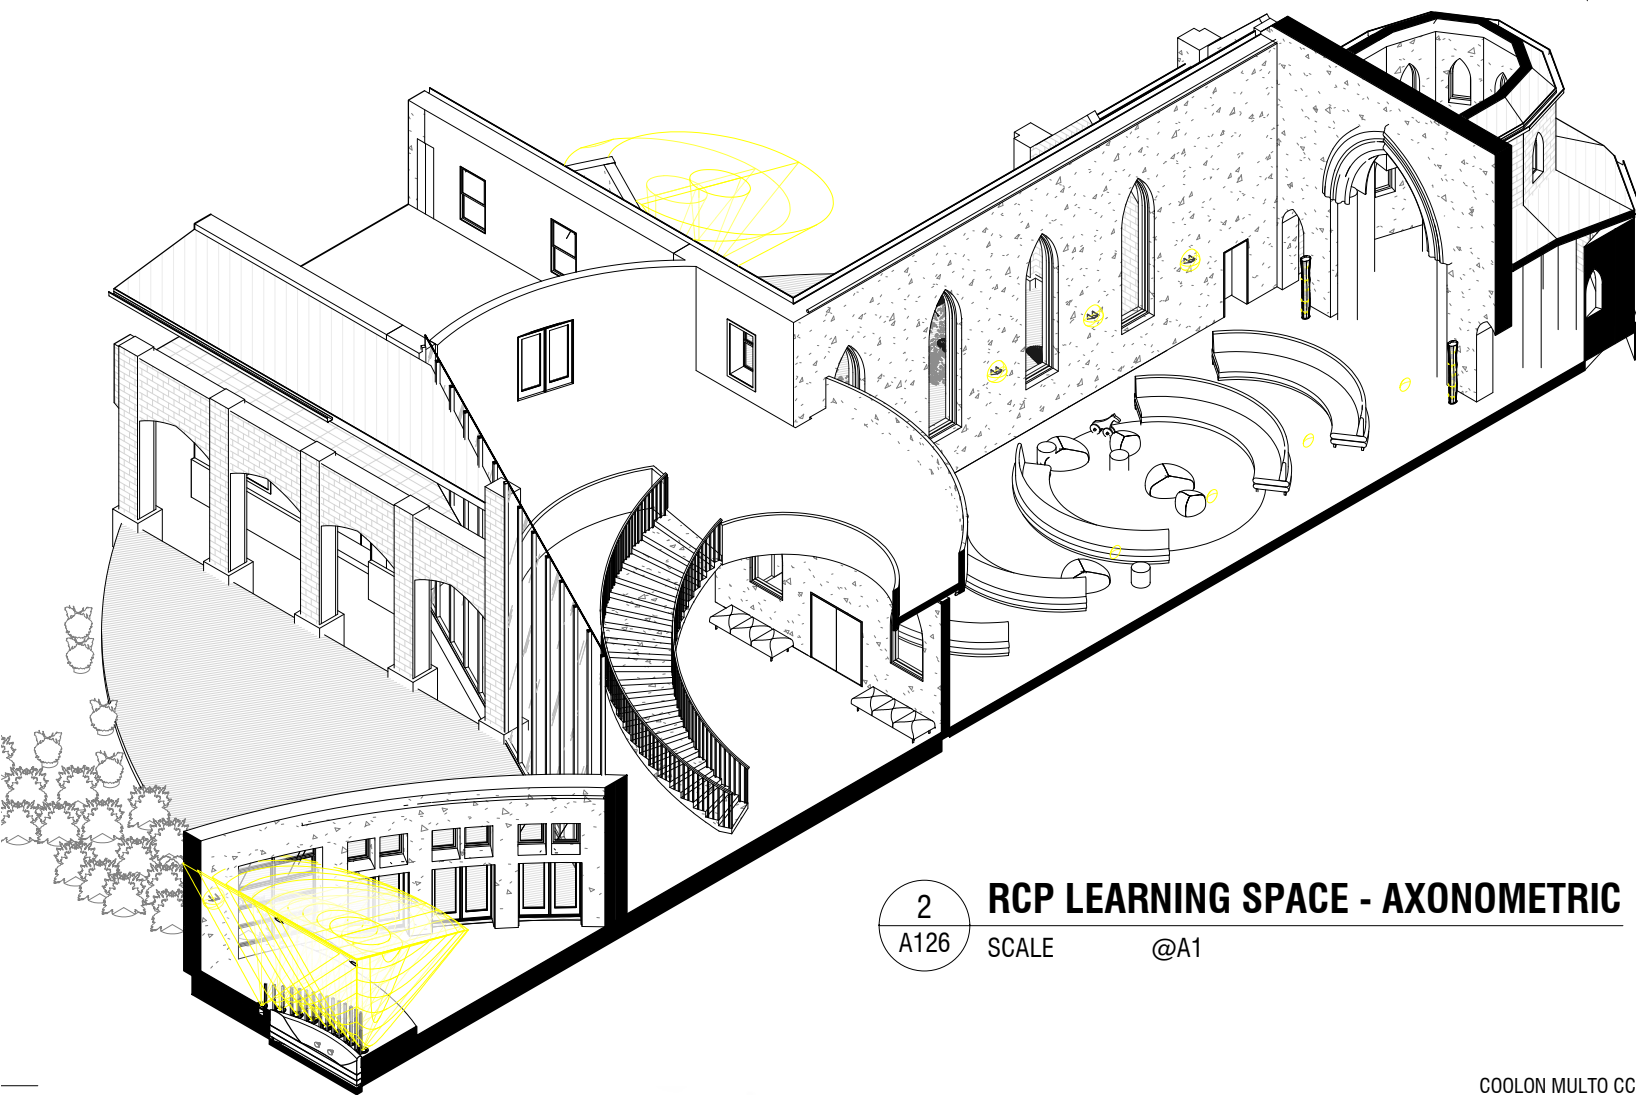 2
A126
RCP LEARNING SPACE - AXONOMETRIC
SCALE @A1
COOLON MULTO CC